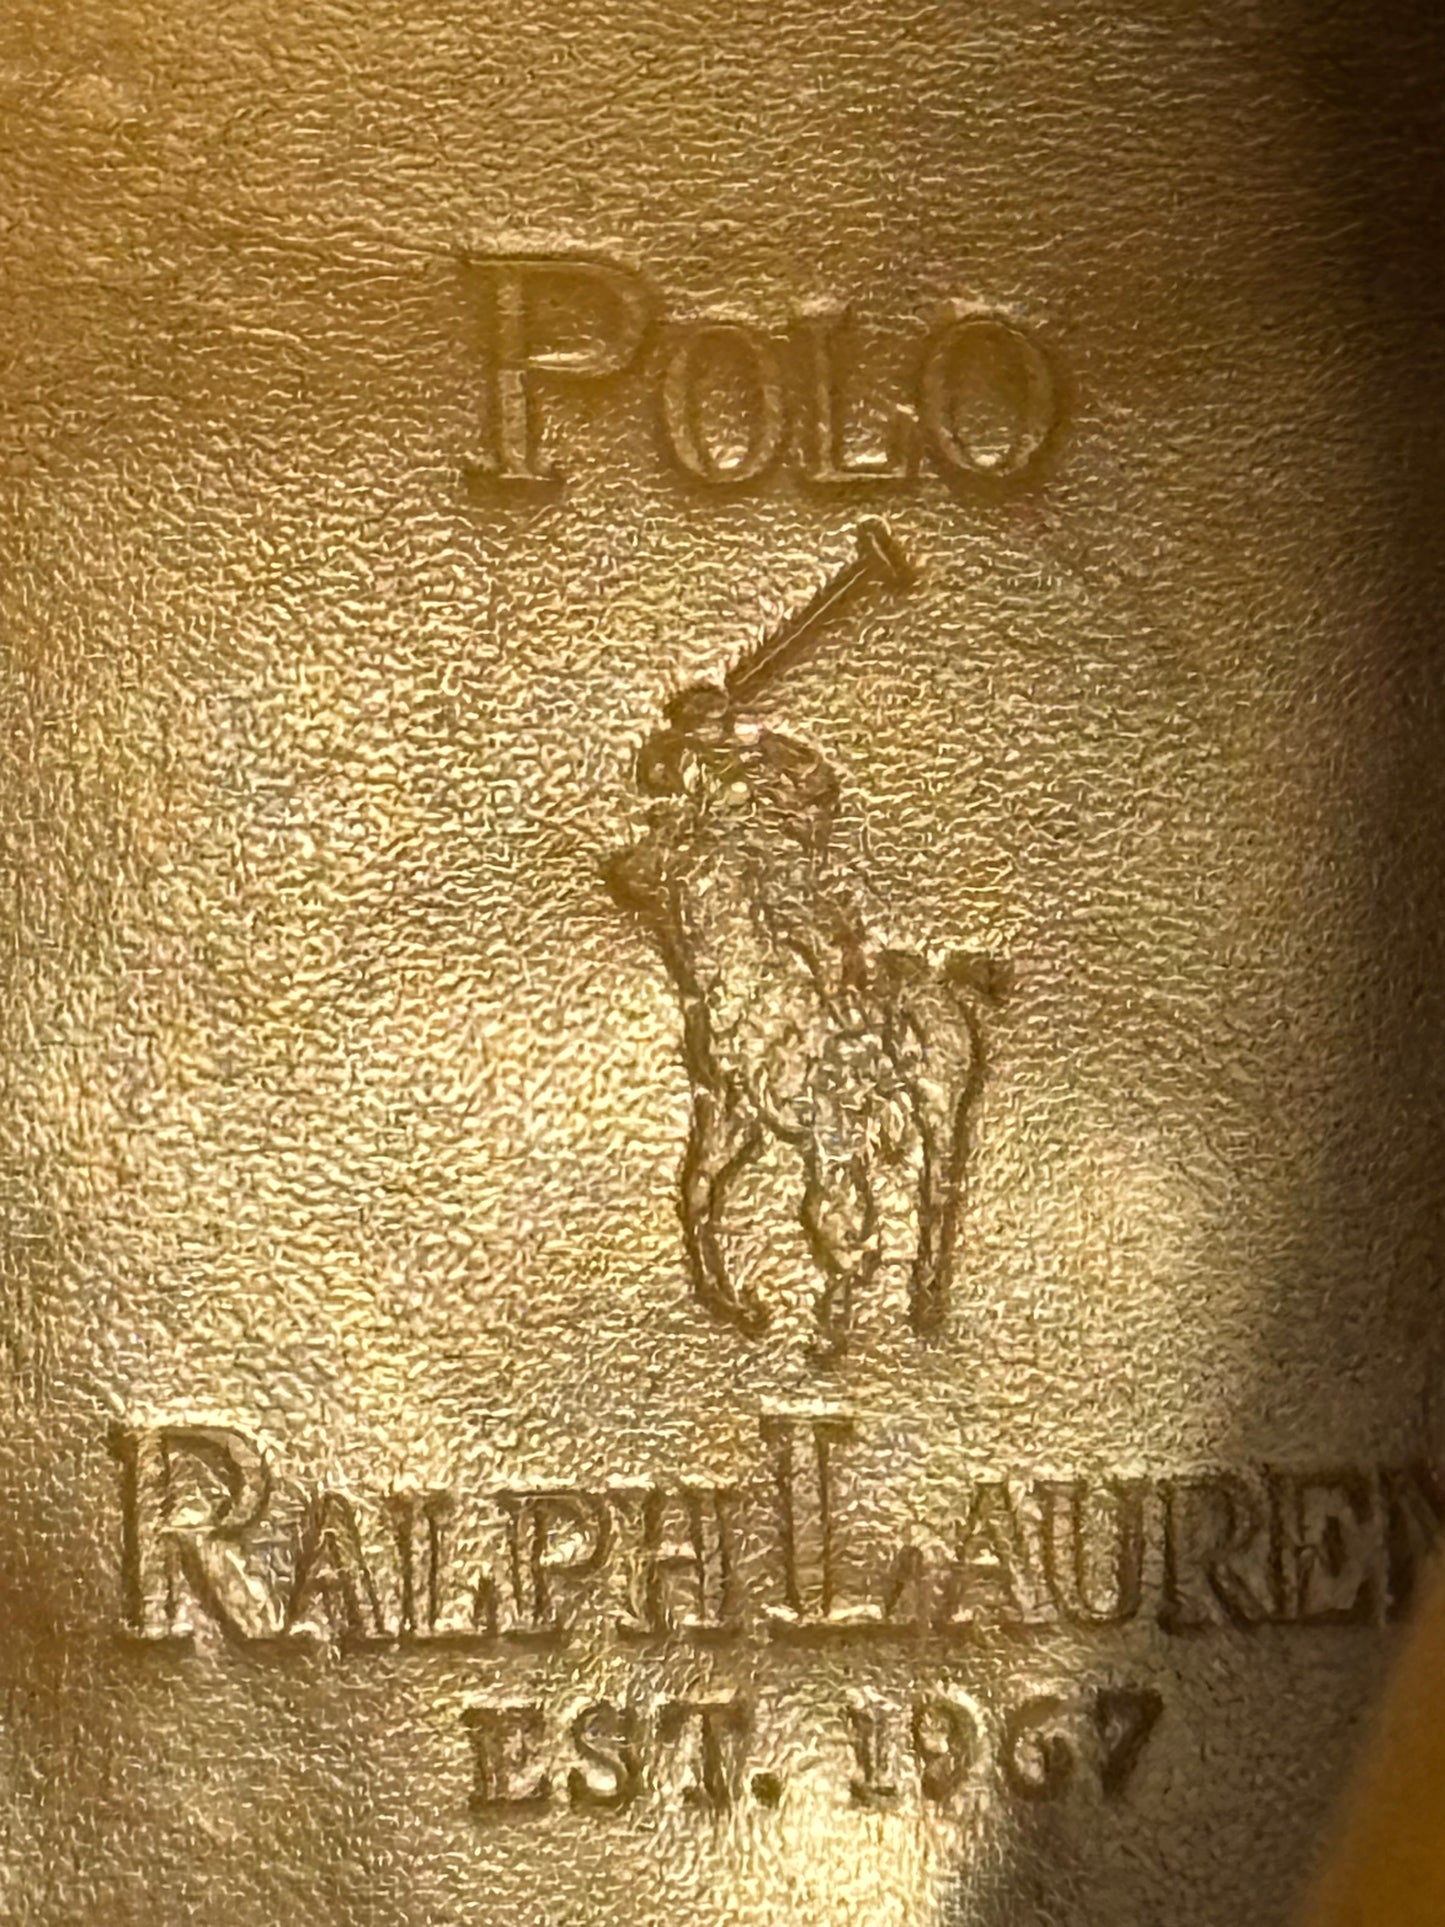 POLO
RALPH LAUREN
EST. 1967